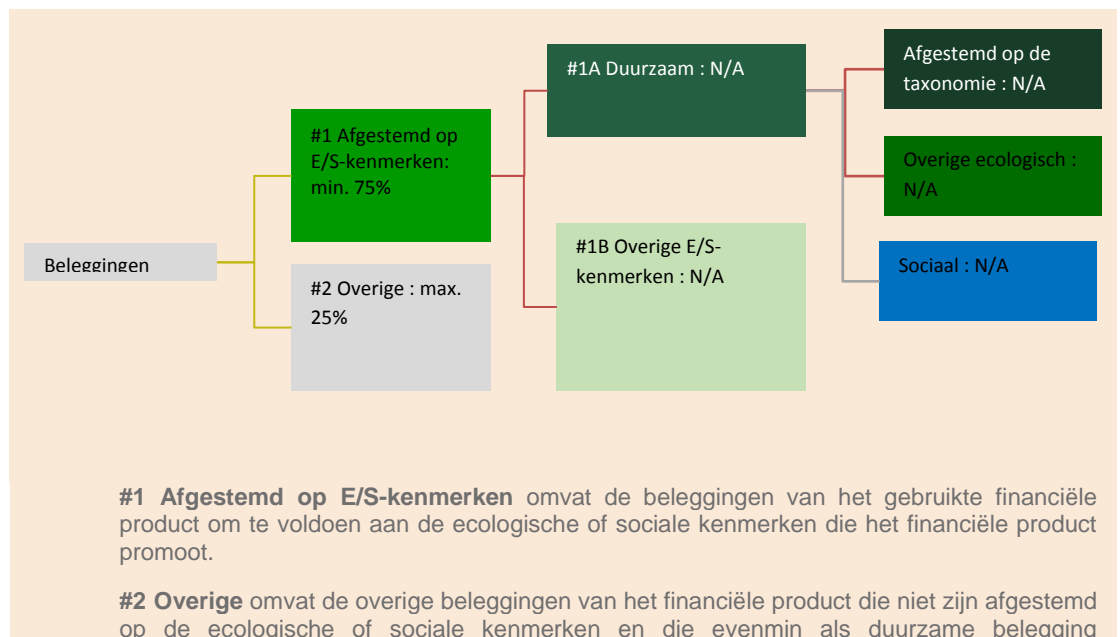 Beleggingen
#1 Afgestemd op
E/S-kenmerken:
min. 75%
#2 Overige : max.
25%
#1A Duurzaam : N/A
#1B Overige E/S-
kenmerken : N/A
Afgestemd op de
taxonomie : N/A
Overige ecologisch :
N/A
Sociaal : N/A
#1 Afgestemd op E/S-kenmerken omvat de beleggingen van het gebruikte financiële
product om te voldoen aan de ecologische of sociale kenmerken die het financiële product
promoot.
#2 Overige omvat de overige beleggingen van het financiële product die niet zijn afgestemd
op de ecologische of sociale kenmerken en die evenmin als duurzame belegging